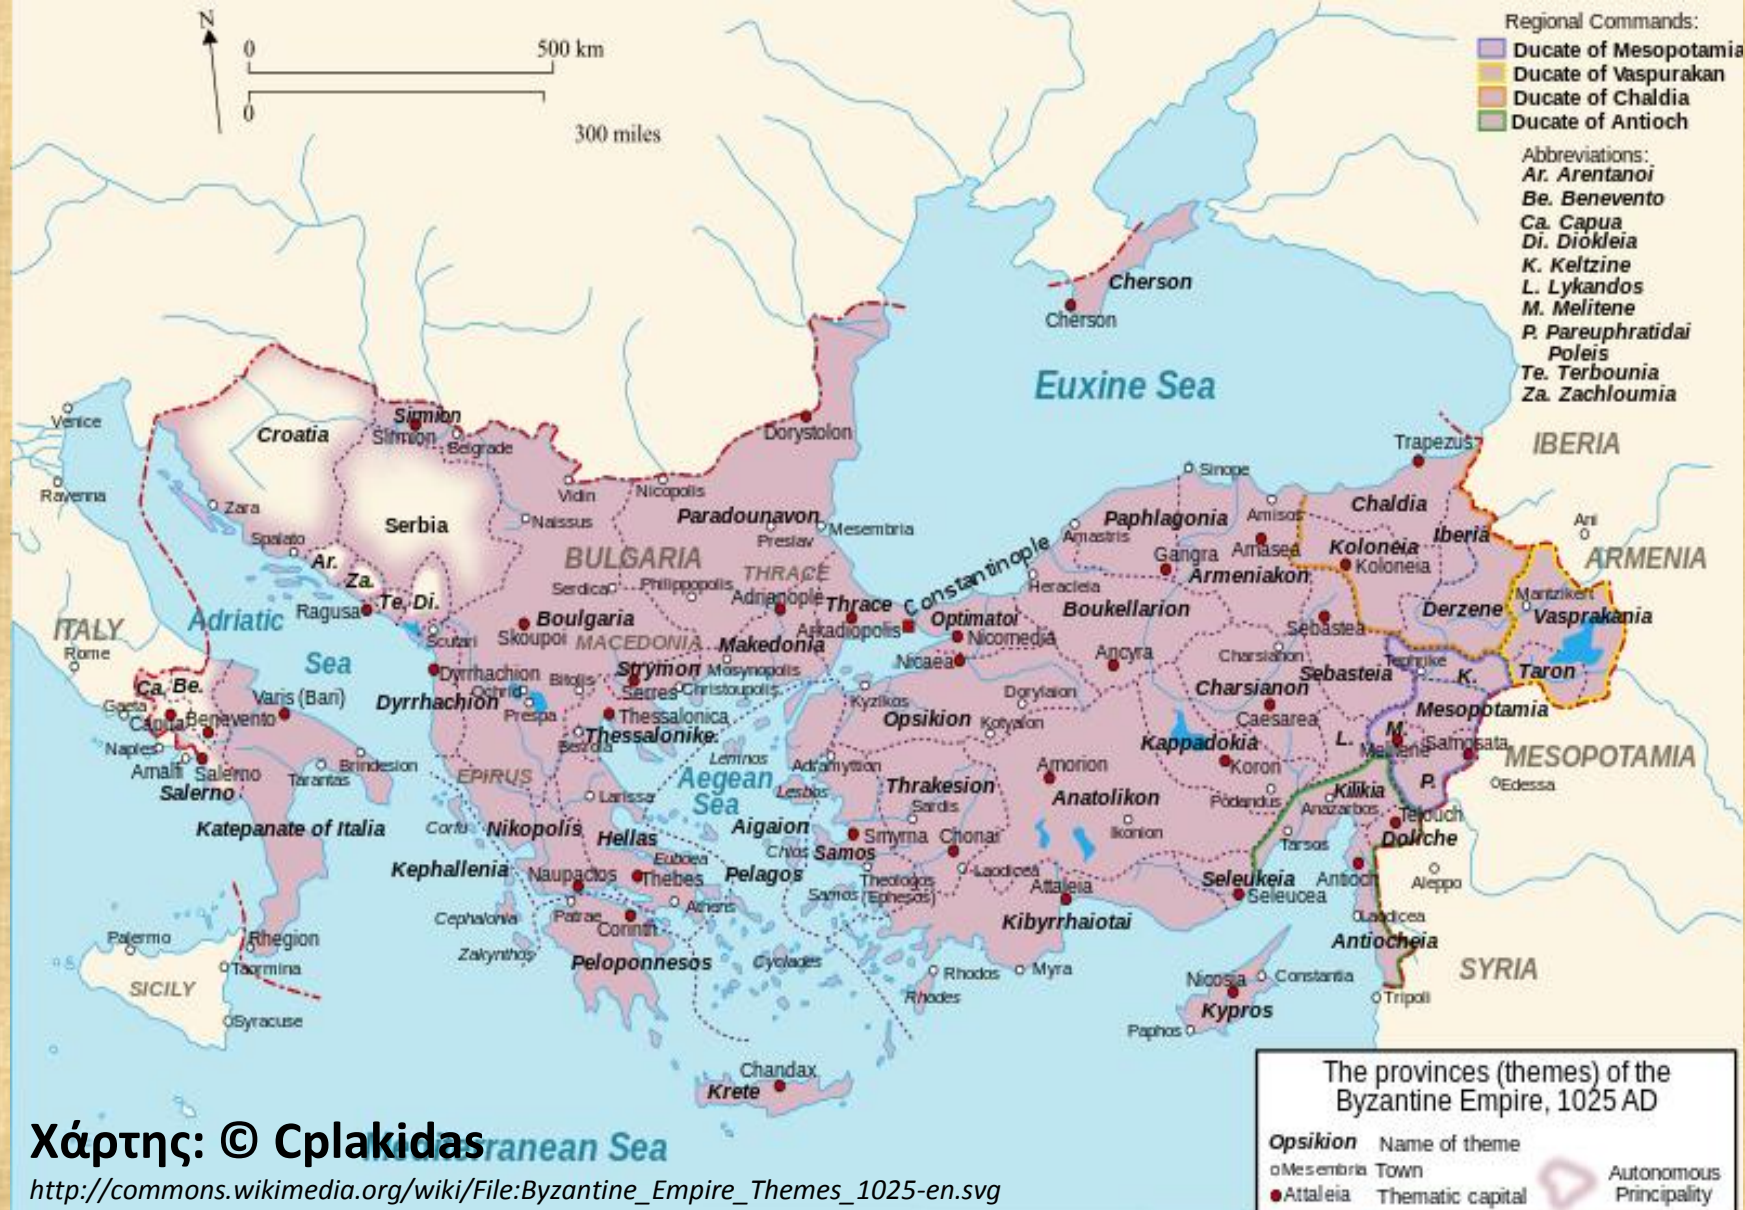 N
0
500 km
0
300 miles
Regional Commands:
Ducate of Mesopotamia
Ducate of Vaspurakan
Ducate of Chaldia
Ducate of Antioch
Abbreviations:
Ar. Arentanoi
Be. Benevento
Ca. Capua
Di. Diokleia
K. Keltzine
L. Lykandos
M. Melitene
P. Pareuphratidai
Poleis
Te. Terbounia
Za. Zachloumia
Cherson
Cherson
Euxine Sea
Venice
Ravenna
Croatia
Sirmion
Sirmion
Belgrade
Dorystolon
Trapezus
IBERIA
Zara
Spalato
Serbia
Vidin
Nicopolis
Naissus
Paradounavon
Preslav
Mesembria
Sinope
Amisos
Paphlagonia
Amastris
Gangra
Amasea
Armeniakon
Chaldia
Koloneia
Koloneia
Iberia
Ani
ARMENIA
Ar.
Za.
Te.
Di.
Ragusa
Scutari
BULGARIA
THRACE
Serdica
Philippopolis
Adrianople
Thrace
Arkadiopolis
Constantinople
Heracleia
Optimatoi
Nicomedia
Nicaea
Boukellarion
Ancyra
Sebastea
Charsianon
Sebasteia
Tephrike
K.
Derzene
Mantzikert
Vasprakania
Taron
ITALY
Rome
Adriatic
Sea
Boulgaria
Skoupoi
MACEDONIA
Makedonia
Strymon
Mosynopolis
Serres
Christoupolis
Dyrrhachion
Dyrrhachion
Ochrid
Bitolis
Prespa
Thessalonica
Thessalonike
Berroia
Ca.
Be.
Gaeta
Capua
Benevento
Varis (Bari)
Naples
Amalfi
Salerno
Salerno
Tarantas
Brindesion
Katepanate of Italia
Kyzikos
Opsikion
Dorylaion
Kotyaion
Charsianon
Caesarea
Kappadokia
Koron
L.
M.
Melitene
Mesopotamia
Samosata
MESOPOTAMIA
P.
Edessa
EPIRUS
Larissa
Lemnos
Aegean
Sea
Lesbos
Adramyttion
Thrakesion
Sardis
Amorion
Anatolikon
Ikonion
Podandus
Kilikia
Anazarbos
Telouch
Doliche
Tarsos
Aleppo
Corfu
Nikopolis
Hellas
Aigaion
Pelagos
Chios
Samos
Smyrna
Chonai
Laodicea
Euboea
Kephallenia
Naupactos
Thebes
Theologos
(Ephesos)
Samos
Attaleia
Kibyrrhaiotai
Seleukeia
Seleucea
Antioch
Laodicea
Antiocheia
Cephalonia
Patrae
Athens
Corinth
Zakynthos
Peloponnesos
Cyclades
Rhodos
Myra
Rhodes
Nicosia
Constantia
Kypros
Paphos
Tripoli
SYRIA
Palermo
Rhegion
Taormina
SICILY
Syracuse
Chandax
Krete
Mediterranean Sea
Χάρτης: © Cplakidas
http://commons.wikimedia.org/wiki/File:Byzantine_Empire_Themes_1025-en.svg
The provinces (themes) of the
Byzantine Empire, 1025 AD
Opsikion Name of theme
Mesembria Town
Attaleia Thematic capital
Autonomous
Principality